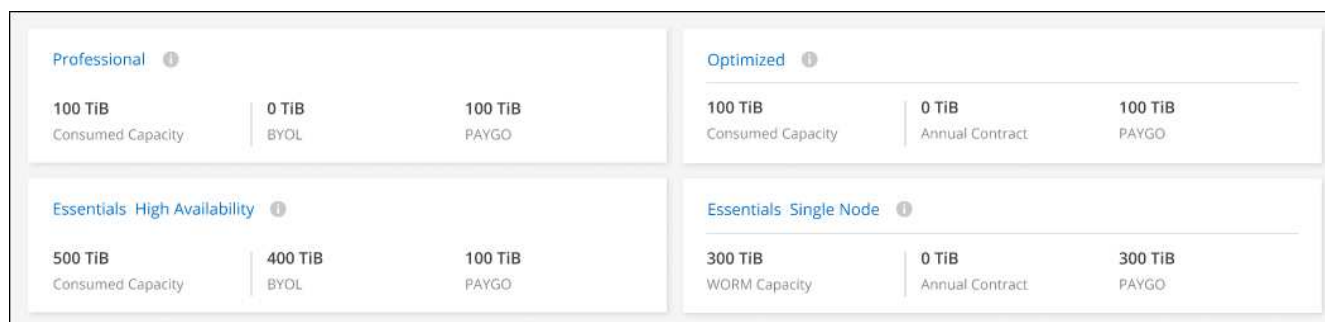 Professional
100 TiB 0 TiB 100 TiB
Consumed Capacity BYOL PAYGO
Optimized
100 TiB 0 TiB 100 TiB
Consumed Capacity Annual Contract PAYGO
Essentials High Availability
500 TiB 400 TiB 100 TiB
Consumed Capacity BYOL PAYGO
Essentials Single Node
300 TiB 0 TiB 300 TiB
WORM Capacity Annual Contract PAYGO